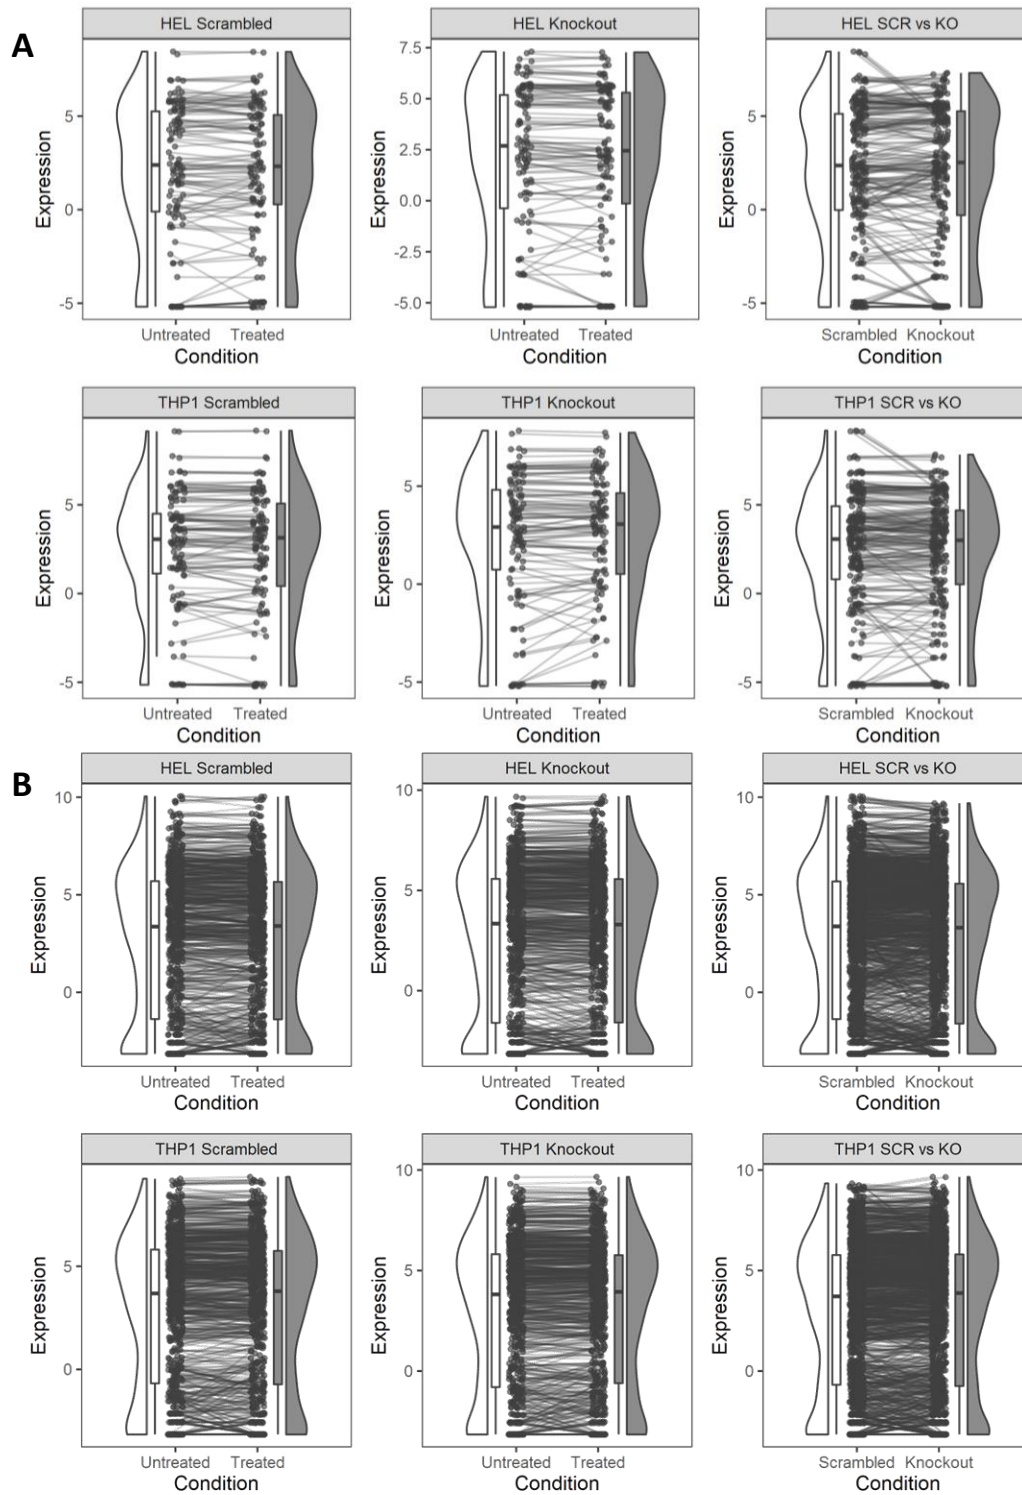 A
HEL Scrambled
HEL Knockout
HEL SCR vs KO
Expression
5
0
-5
Untreated Treated
Condition
Expression
7.5
5.0
2.5
0.0
-2.5
-5.0
Untreated Treated
Condition
Expression
5
0
-5
Scrambled Knockout
Condition
THP1 Scrambled
THP1 Knockout
THP1 SCR vs KO
Expression
5
0
-5
Untreated Treated
Condition
Expression
5
0
-5
Untreated Treated
Condition
Expression
5
0
-5
Scrambled Knockout
Condition
B
HEL Scrambled
HEL Knockout
HEL SCR vs KO
Expression
10
5
0
Untreated Treated
Condition
Expression
10
5
0
Untreated Treated
Condition
Expression
10
5
0
Scrambled Knockout
Condition
THP1 Scrambled
THP1 Knockout
THP1 SCR vs KO
Expression
5
0
Untreated Treated
Condition
Expression
10
5
0
Untreated Treated
Condition
Expression
10
5
0
Scrambled Knockout
Condition